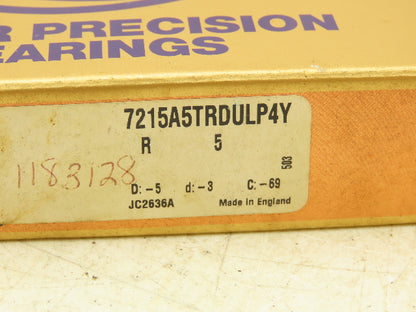 R PRECISION
EARINGS
7215A5TRDULP4Y
R 5
503
1183128
D: -5 d: -3 C: -69
JC2636A Made in England